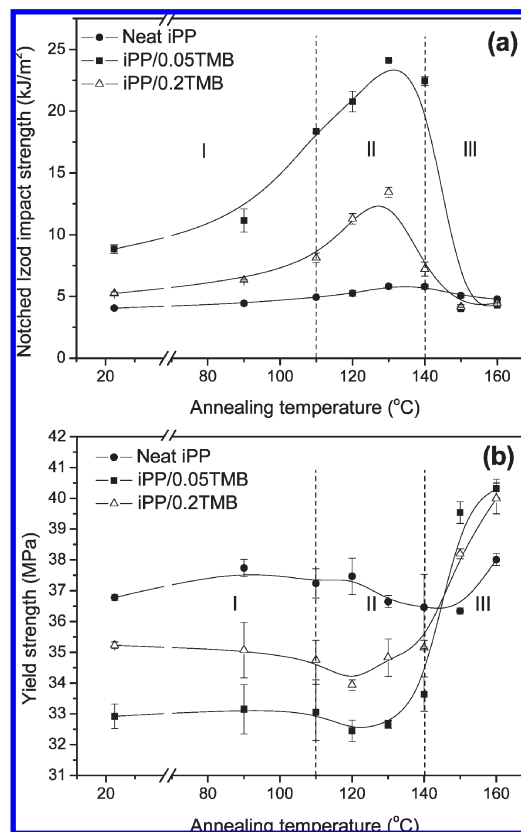 (a)
Neat iPP
iPP/0.05TMB
iPP/0.2TMB
I
II
III
Notched Izod impact strength (kJ/m²)
25
20
15
10
5
0
20 80 100 120 140 160
Annealing temperature (°C)
(b)
Neat iPP
iPP/0.05TMB
iPP/0.2TMB
I
II
III
Yield strength (MPa)
42
41
40
39
38
37
36
35
34
33
32
31
20 80 100 120 140 160
Annealing temperature (°C)